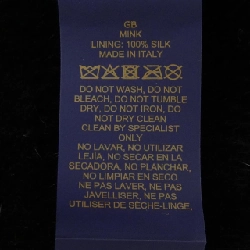 GB
MINK
LINING: 100% SILK
MADE IN ITALY
DO NOT WASH, DO NOT
BLEACH, DO NOT TUMBLE
DRY, DO NOT IRON, DO
NOT DRY CLEAN
CLEAN BY SPECIALIST
ONLY
NO LAVAR, NO UTILIZAR
LEJIA, NO SECAR EN LA
SECADORA, NO PLANCHAR,
NO LIMPIAR EN SECO
NE PAS LAVER, NE PAS
JAVELLISER, NE PAS
UTILISER DE SECHE-LINGE,